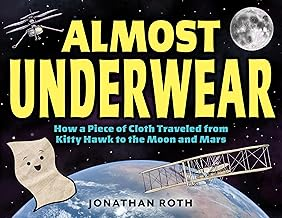 ALMOST
UNDERWEAR
How a Piece of Cloth Traveled from
Kitty Hawk to the Moon and Mars
JONATHAN ROTH